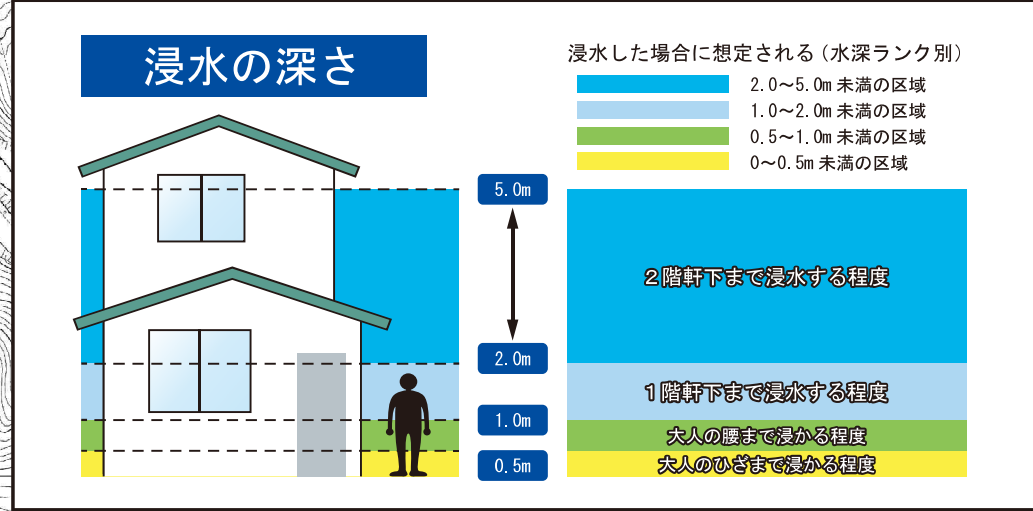 浸水の深さ
浸水した場合に想定される（水深ランク別）
2.0〜5.0m 未満の区域
1.0〜2.0m 未満の区域
0.5〜1.0m 未満の区域
0〜0.5m 未満の区域
5.0m
2階軒下まで浸水する程度
2.0m
1階軒下まで浸水する程度
1.0m
大人の腰まで浸かる程度
0.5m
大人のひざまで浸かる程度